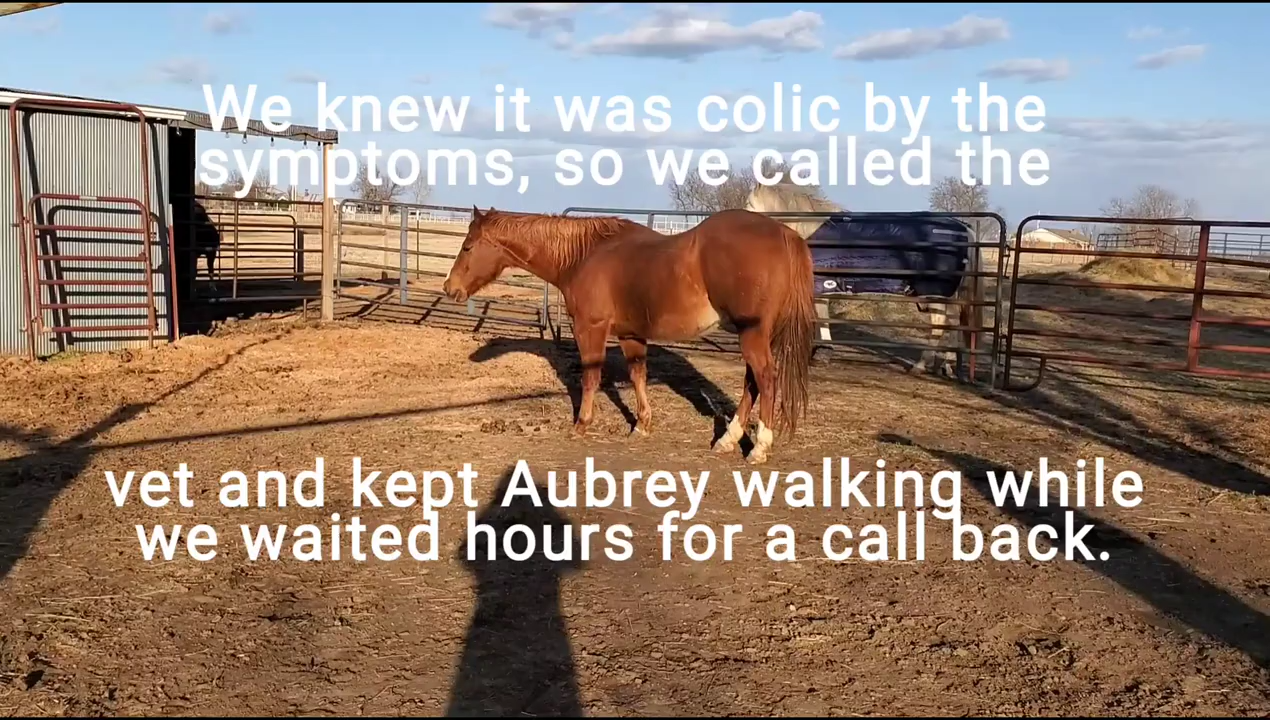 We knew it was colic by the
symptoms, so we called the
vet and kept Aubrey walking while
we waited hours for a call back.